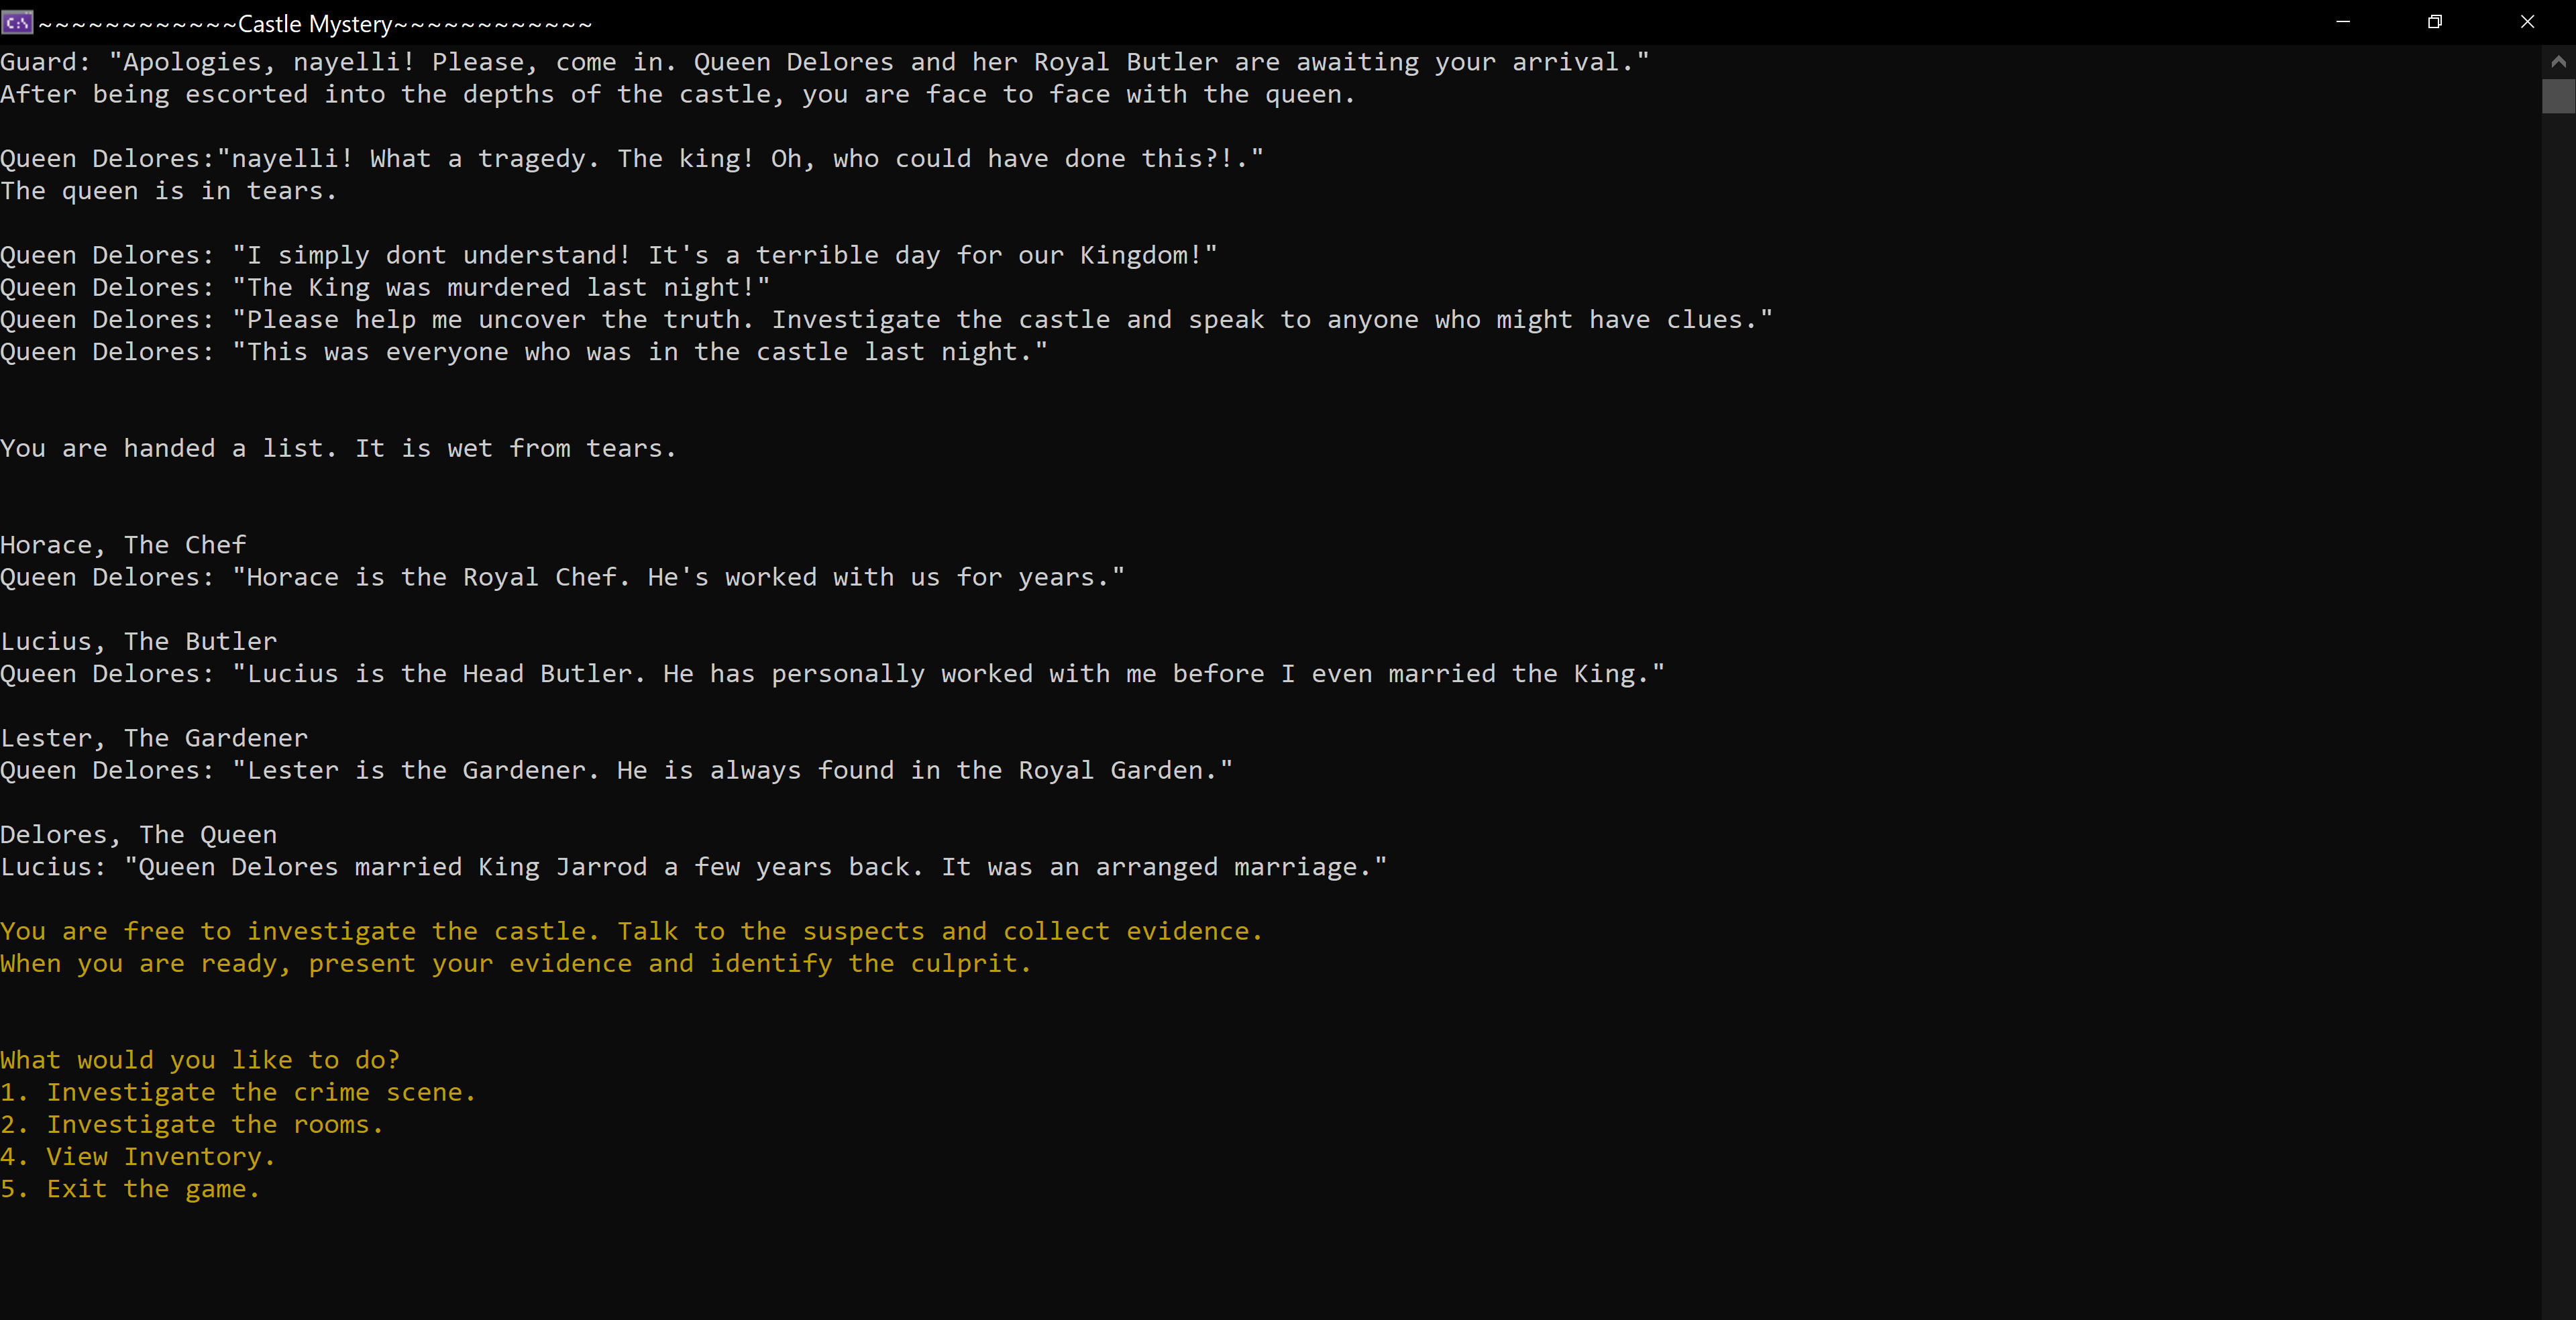 ~~~~~~~~~~~~Castle Mystery~~~~~~~~~~~~
Guard: "Apologies, nayelli! Please, come in. Queen Delores and her Royal Butler are awaiting your arrival."
After being escorted into the depths of the castle, you are face to face with the queen.
Queen Delores:"nayelli! What a tragedy. The king! Oh, who could have done this?!."
The queen is in tears.
Queen Delores: "I simply dont understand! It's a terrible day for our Kingdom!"
Queen Delores: "The King was murdered last night!"
Queen Delores: "Please help me uncover the truth. Investigate the castle and speak to anyone who might have clues."
Queen Delores: "This was everyone who was in the castle last night."
You are handed a list. It is wet from tears.
Horace, The Chef
Queen Delores: "Horace is the Royal Chef. He's worked with us for years."
Lucius, The Butler
Queen Delores: "Lucius is the Head Butler. He has personally worked with me before I even married the King."
Lester, The Gardener
Queen Delores: "Lester is the Gardener. He is always found in the Royal Garden."
Delores, The Queen
Lucius: "Queen Delores married King Jarrod a few years back. It was an arranged marriage."
You are free to investigate the castle. Talk to the suspects and collect evidence.
When you are ready, present your evidence and identify the culprit.
What would you like to do?
1. Investigate the crime scene.
2. Investigate the rooms.
4. View Inventory.
5. Exit the game.